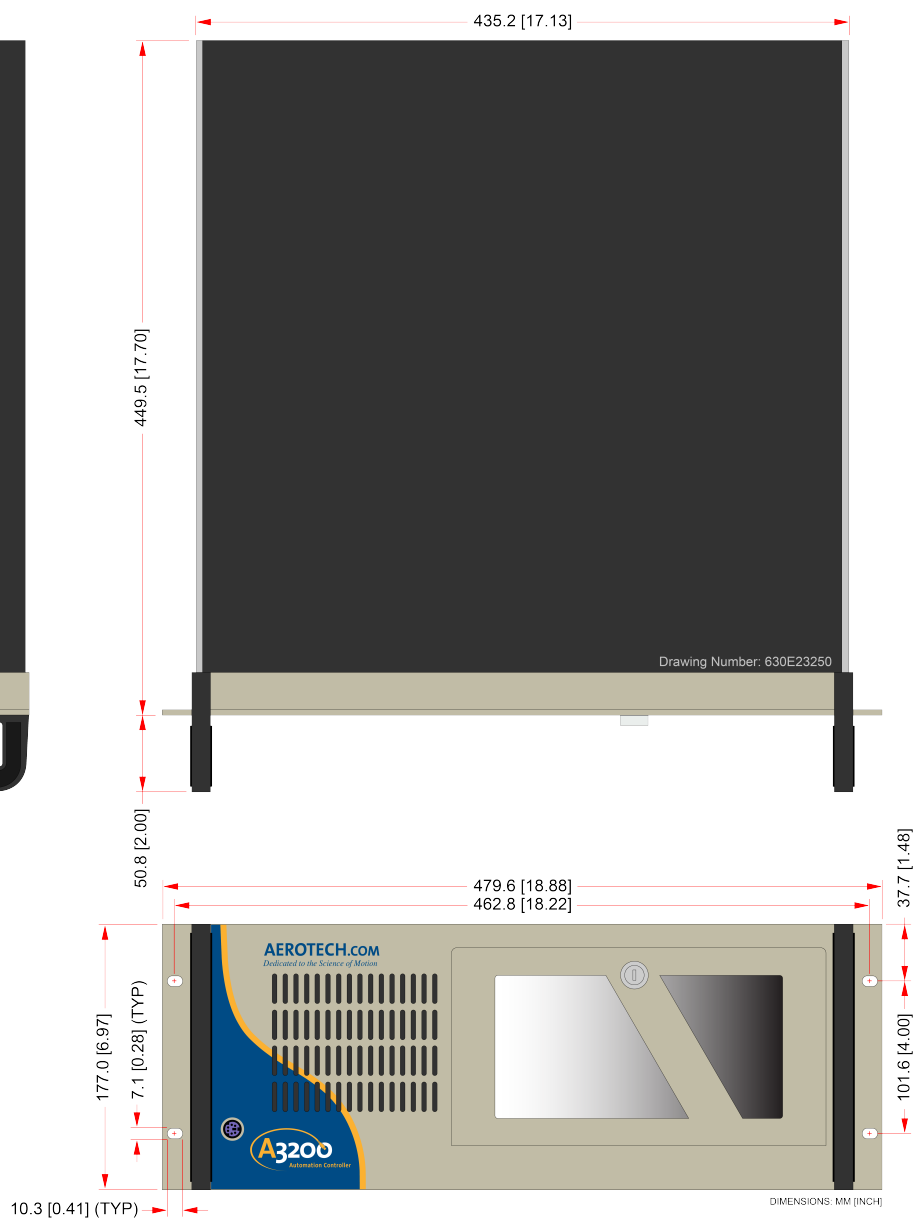 435.2 [17.13]
449.5 [17.70]
Drawing Number: 630E23250
50.8 [2.00]
37.7 [1.48]
479.6 [18.88]
462.8 [18.22]
AEROTECH.COM
Dedicated to the Science of Motion
177.0 [6.97]
7.1 [0.28] (TYP)
101.6 [4.00]
A3200
Automation Controller
10.3 [0.41] (TYP)
DIMENSIONS: MM [INCH]